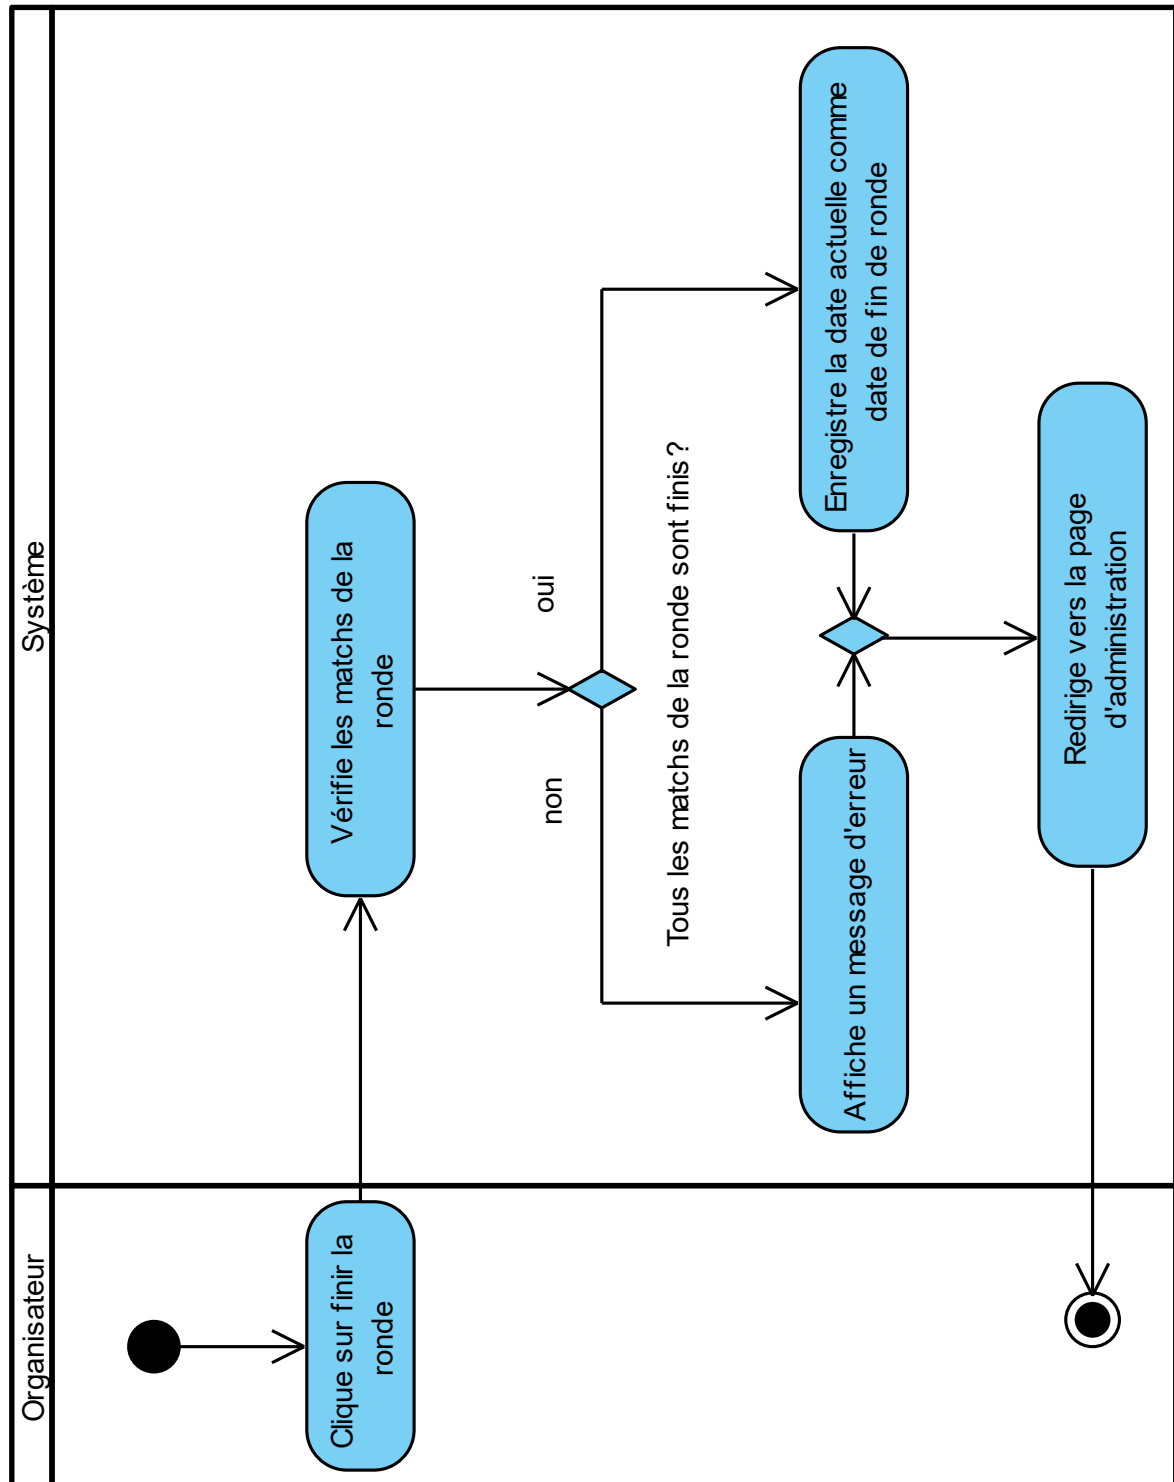 Organisateur
Système
Clique sur finir la
ronde
Vérifie les matchs de la
ronde
non
oui
Tous les matchs de la ronde sont finis ?
Affiche un message d'erreur
Enregistre la date actuelle comme
date de fin de ronde
Redirige vers la page
d'administration